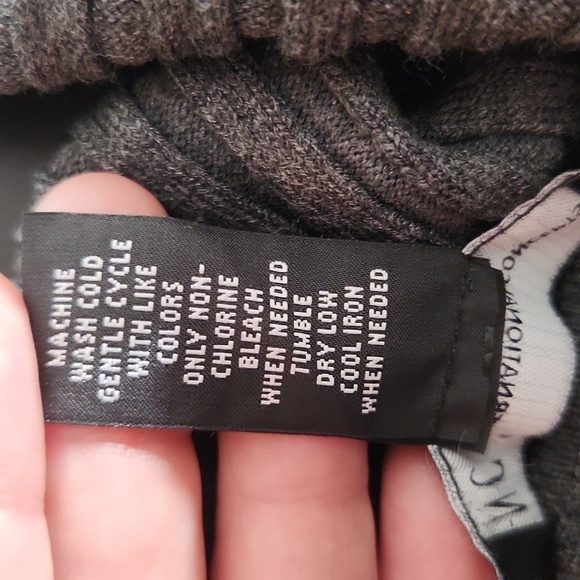 MACHINE
WASH COLD
GENTLE CYCLE
WITH LIKE
COLORS
ONLY NON-
CHLORINE
BLEACH
WHEN NEEDED
TUMBLE
DRY LOW
COOL IRON
WHEN NEEDED